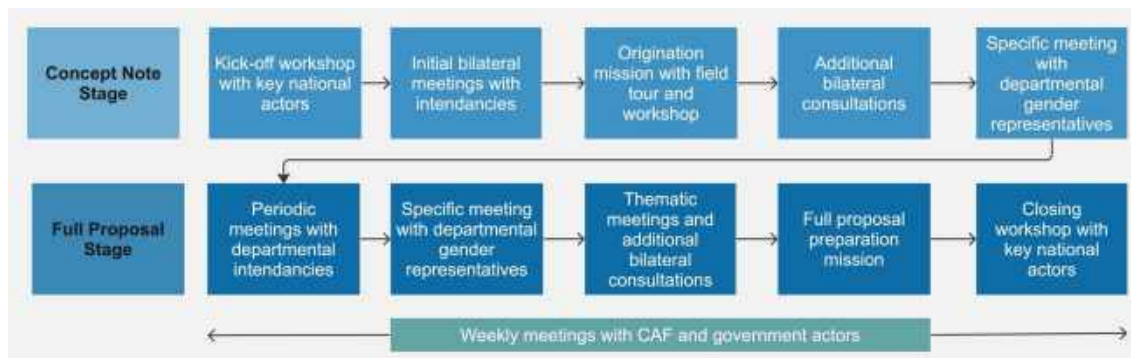 Concept Note
Stage
Kick-off workshop
with key national
actors
Initial bilateral
meetings with
intendancies
Origination
mission with field
tour and
workshop
Additional
bilateral
consultations
Specific meeting
with
departmental
gender
representatives
Full Proposal
Stage
Periodic
meetings with
departmental
intendancies
Specific meeting
with departmental
gender
representatives
Thematic
meetings and
additional
bilateral
consultations
Full proposal
preparation
mission
Closing
workshop with
key national
actors
Weekly meetings with CAF and government actors